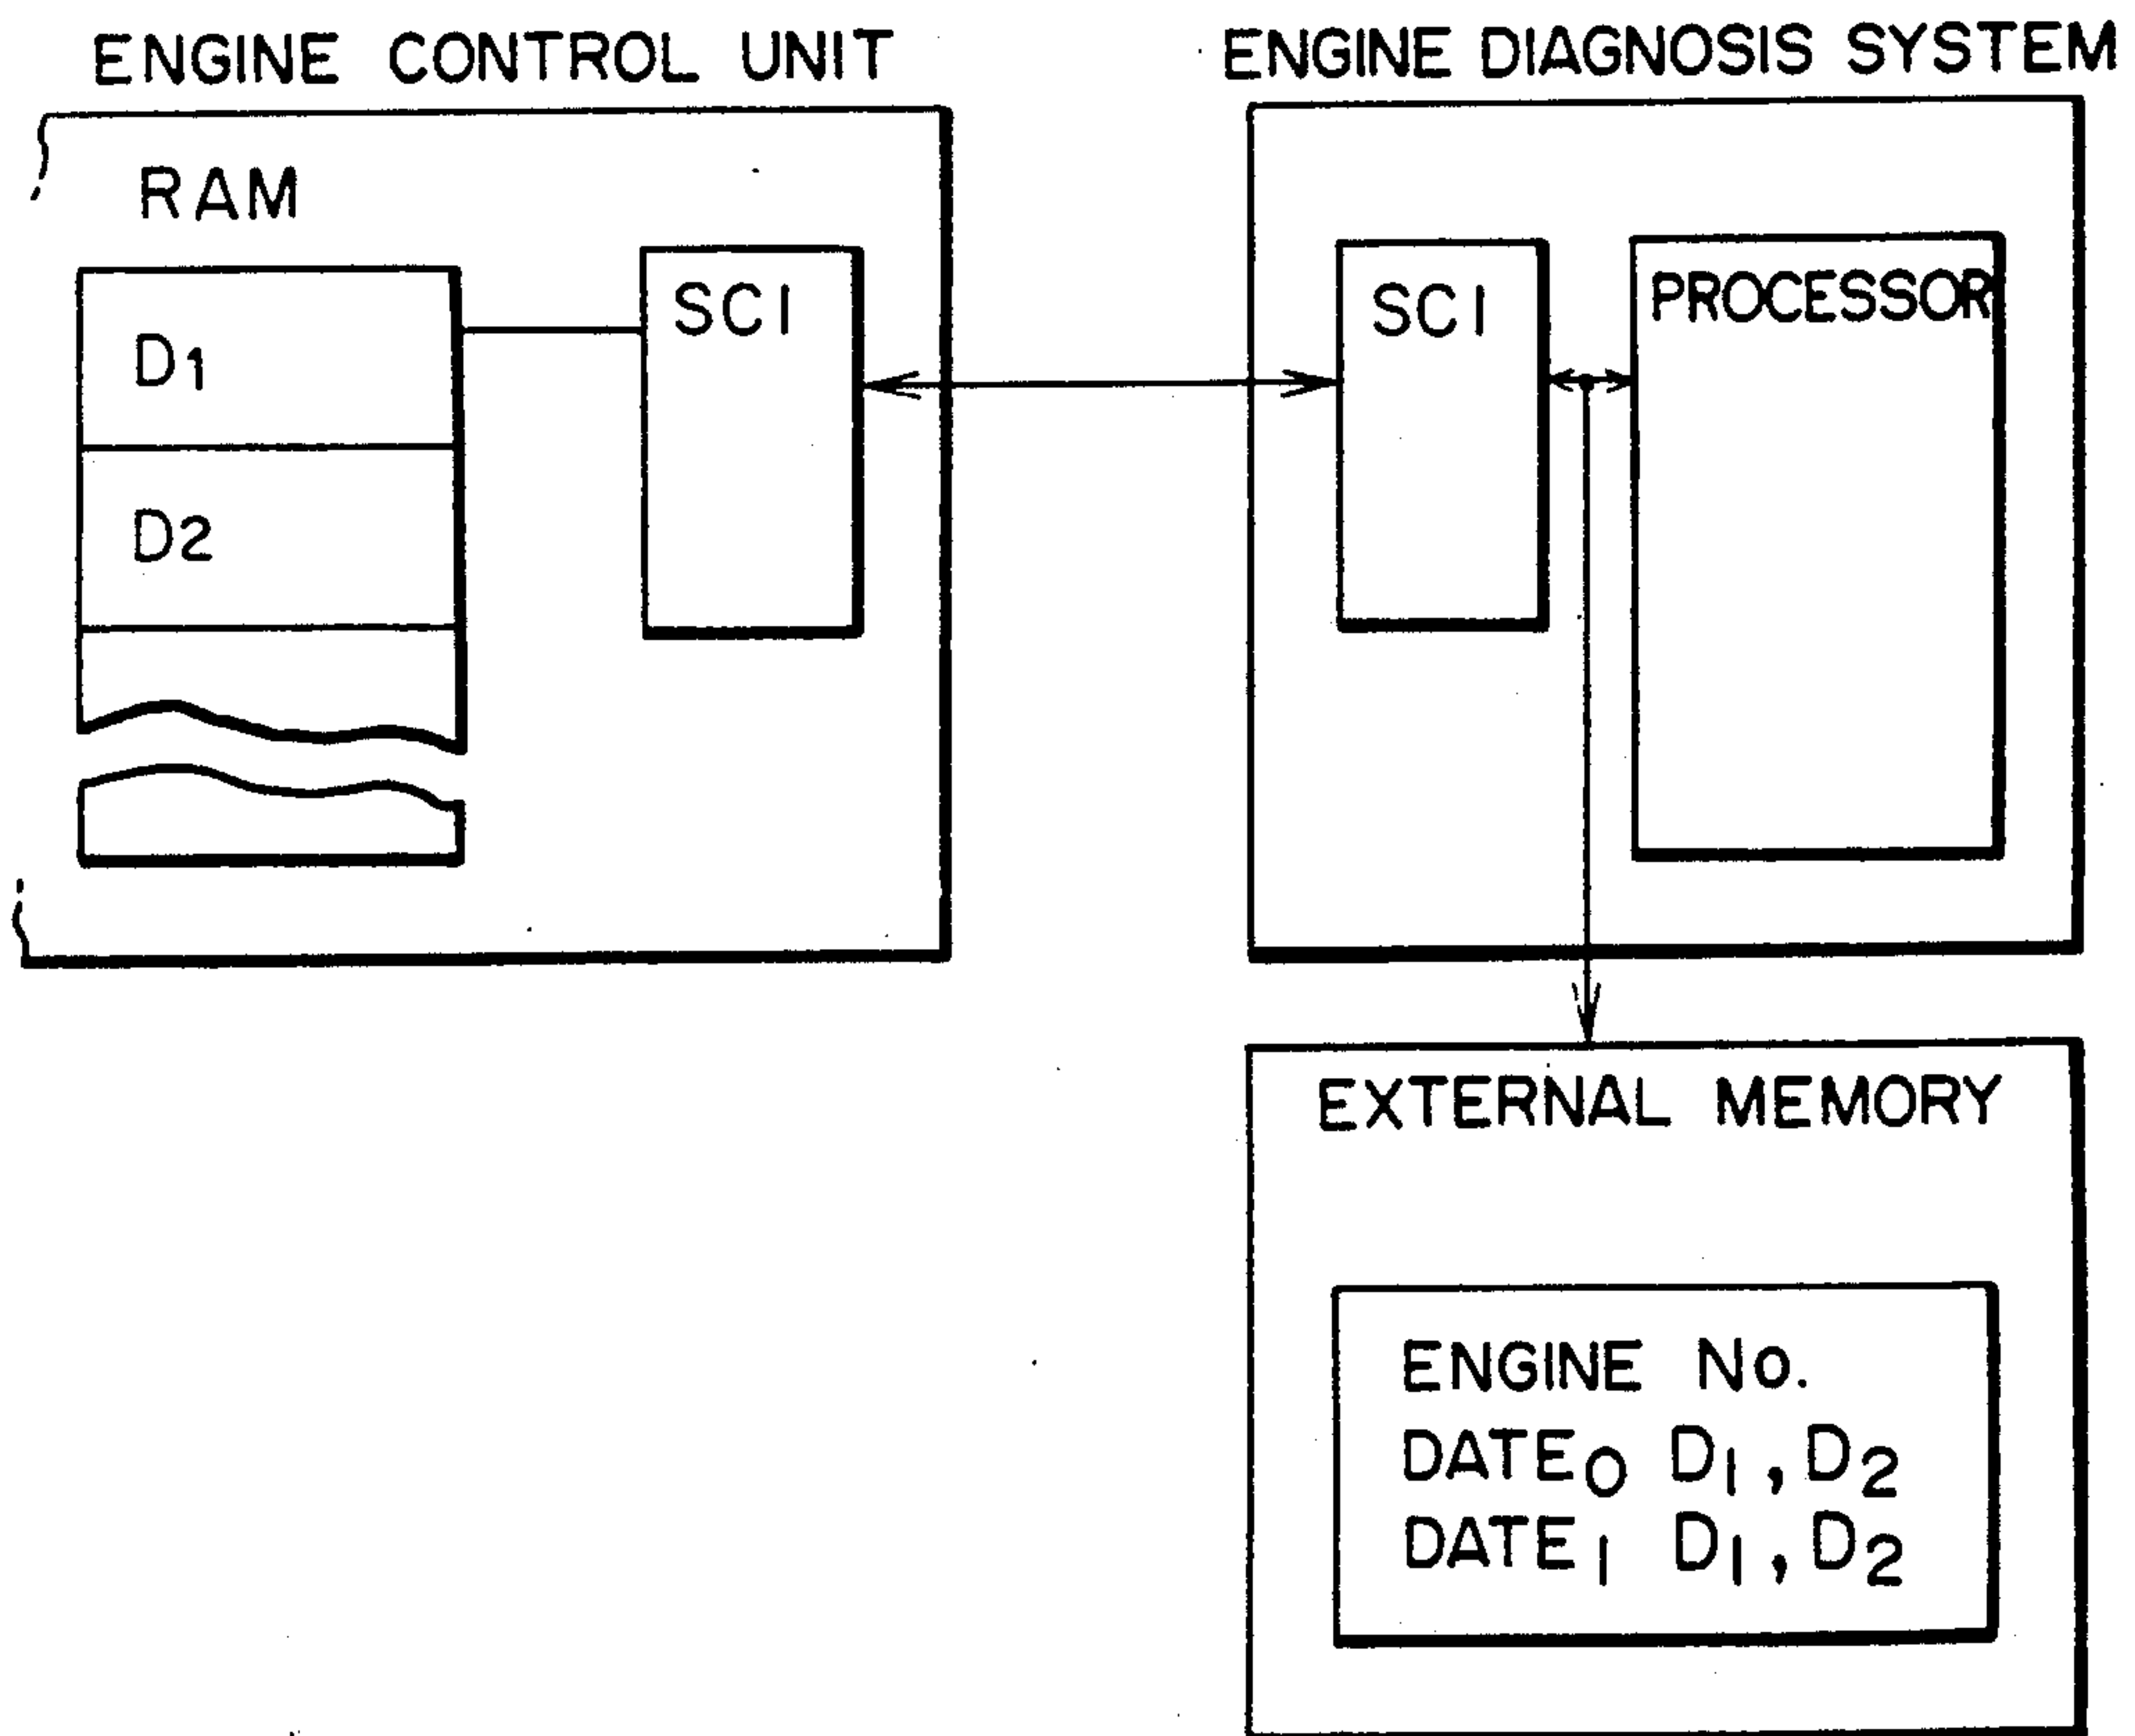 ENGINE CONTROL UNIT
RAM
D1
D2
SCI
ENGINE DIAGNOSIS SYSTEM
SCI
PROCESSOR
EXTERNAL MEMORY
ENGINE No.
DATE₀ D₁, D₂
DATE₁ D₁, D₂